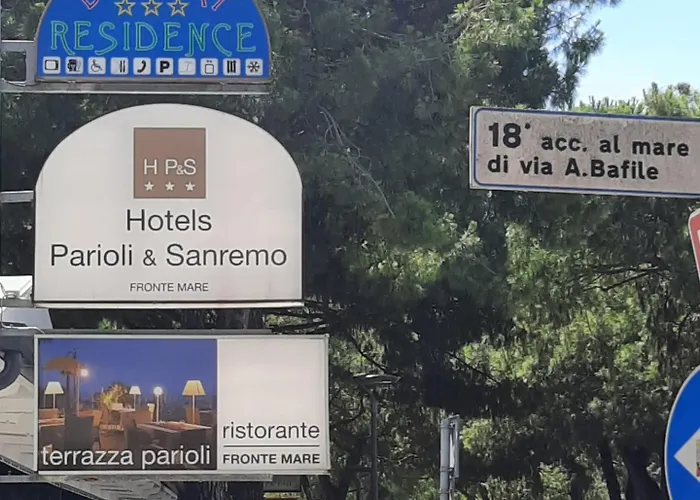 RESIDENCE
P
H P&S
Hotels
Parioli & Sanremo
FRONTE MARE
terrazza parioli
ristorante
FRONTE MARE
18° acc. al mare
di via A.Bafile